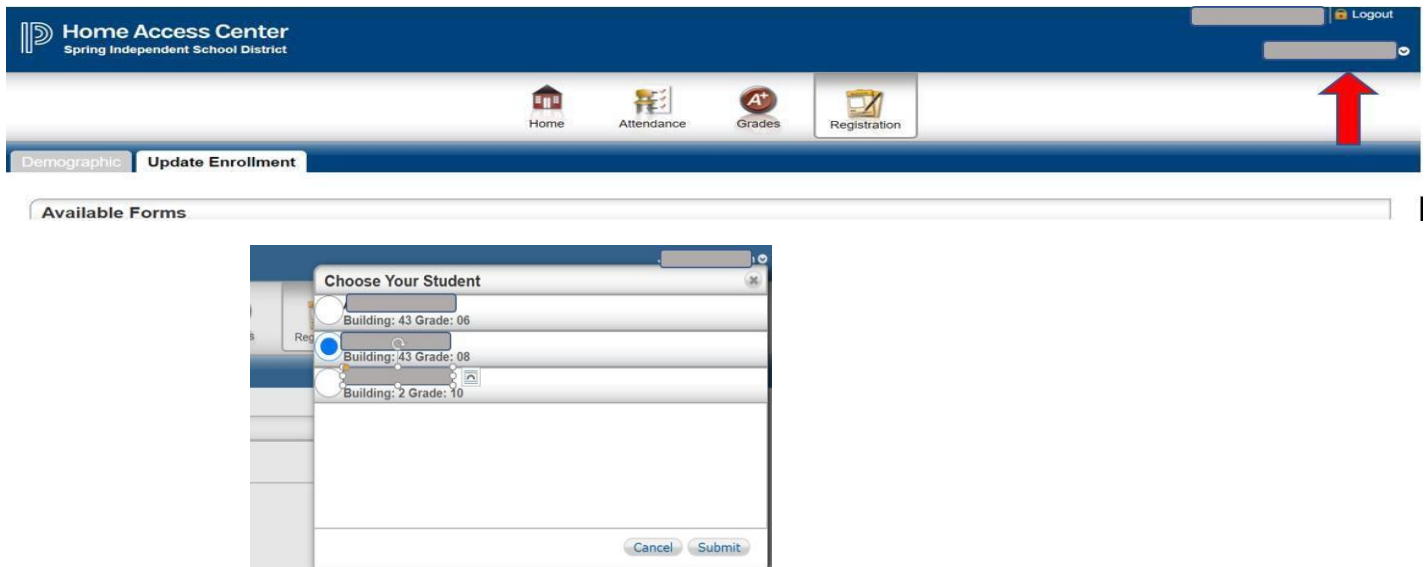 Logout
Home Access Center
Spring Independent School District
Home
Attendance
Grades
Registration
Demographic
Update Enrollment
Available Forms
Choose Your Student
Building: 43 Grade: 06
Building: 43 Grade: 08
Building: 2 Grade: 10
Cancel
Submit